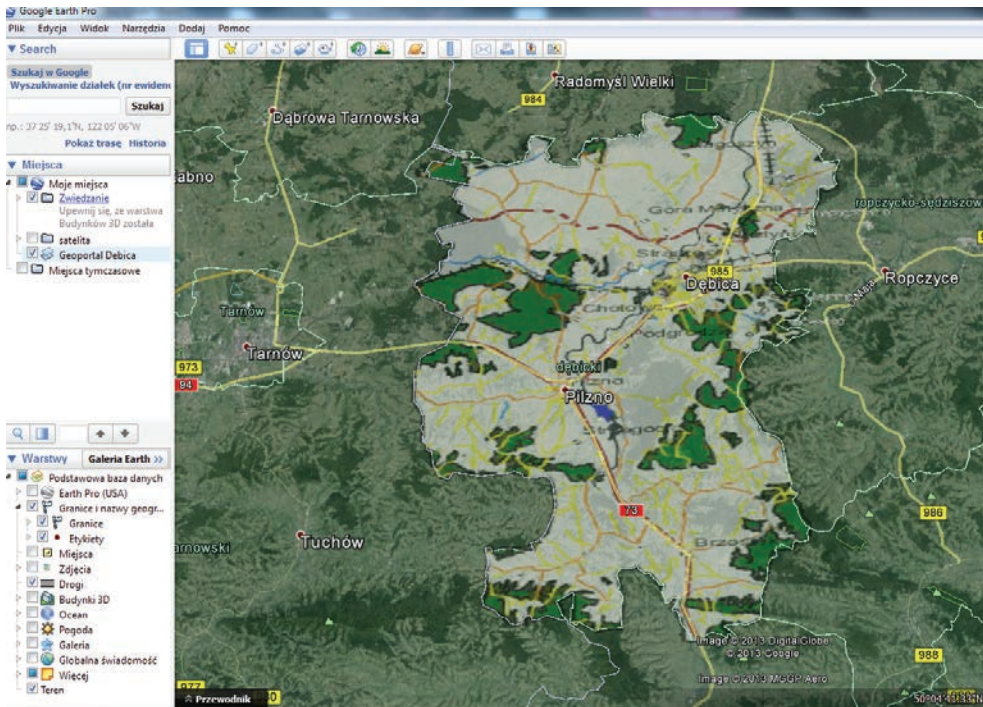 Google Earth Pro
Plik Edycja Widok Narzędzia Dodaj Pomoc
Search
Szukaj w Google
Wyszukiwanie działek (nr ewiden
Szukaj
np.: 37 25' 19,1"N, 122 05' 06"W
Pokaż trasę Historia
Miejsca
Moje miejsca
Zwiedzanie
Upewnij się, ze warstwa
Budynków 3D została
satelita
Geoportal Debica
Miejsca tymczasowe
Warstwy Galeria Earth >>
Podstawowa baza danych
Earth Pro (USA)
Granice i nazwy geogr...
Granice
Etykiety
Miejsca
Zdjęcia
Drogi
Budynki 3D
Ocean
Pogoda
Galeria
Globalna świadomość
Więcej
Teren
Radomyśl Wielki
984
Dąbrowa Tarnowska
żabno
ropczycko-sędziszow
985
Dębica
Ropczyce
Tarnów
Tarnów
973
94
dębicki
Pilzno
73
986
Tuchów
arnowski
988
977
Image © 2013 DigitalGlobe
© 2013 Google
Image © 2013 MGGP Aero
Przewodnik